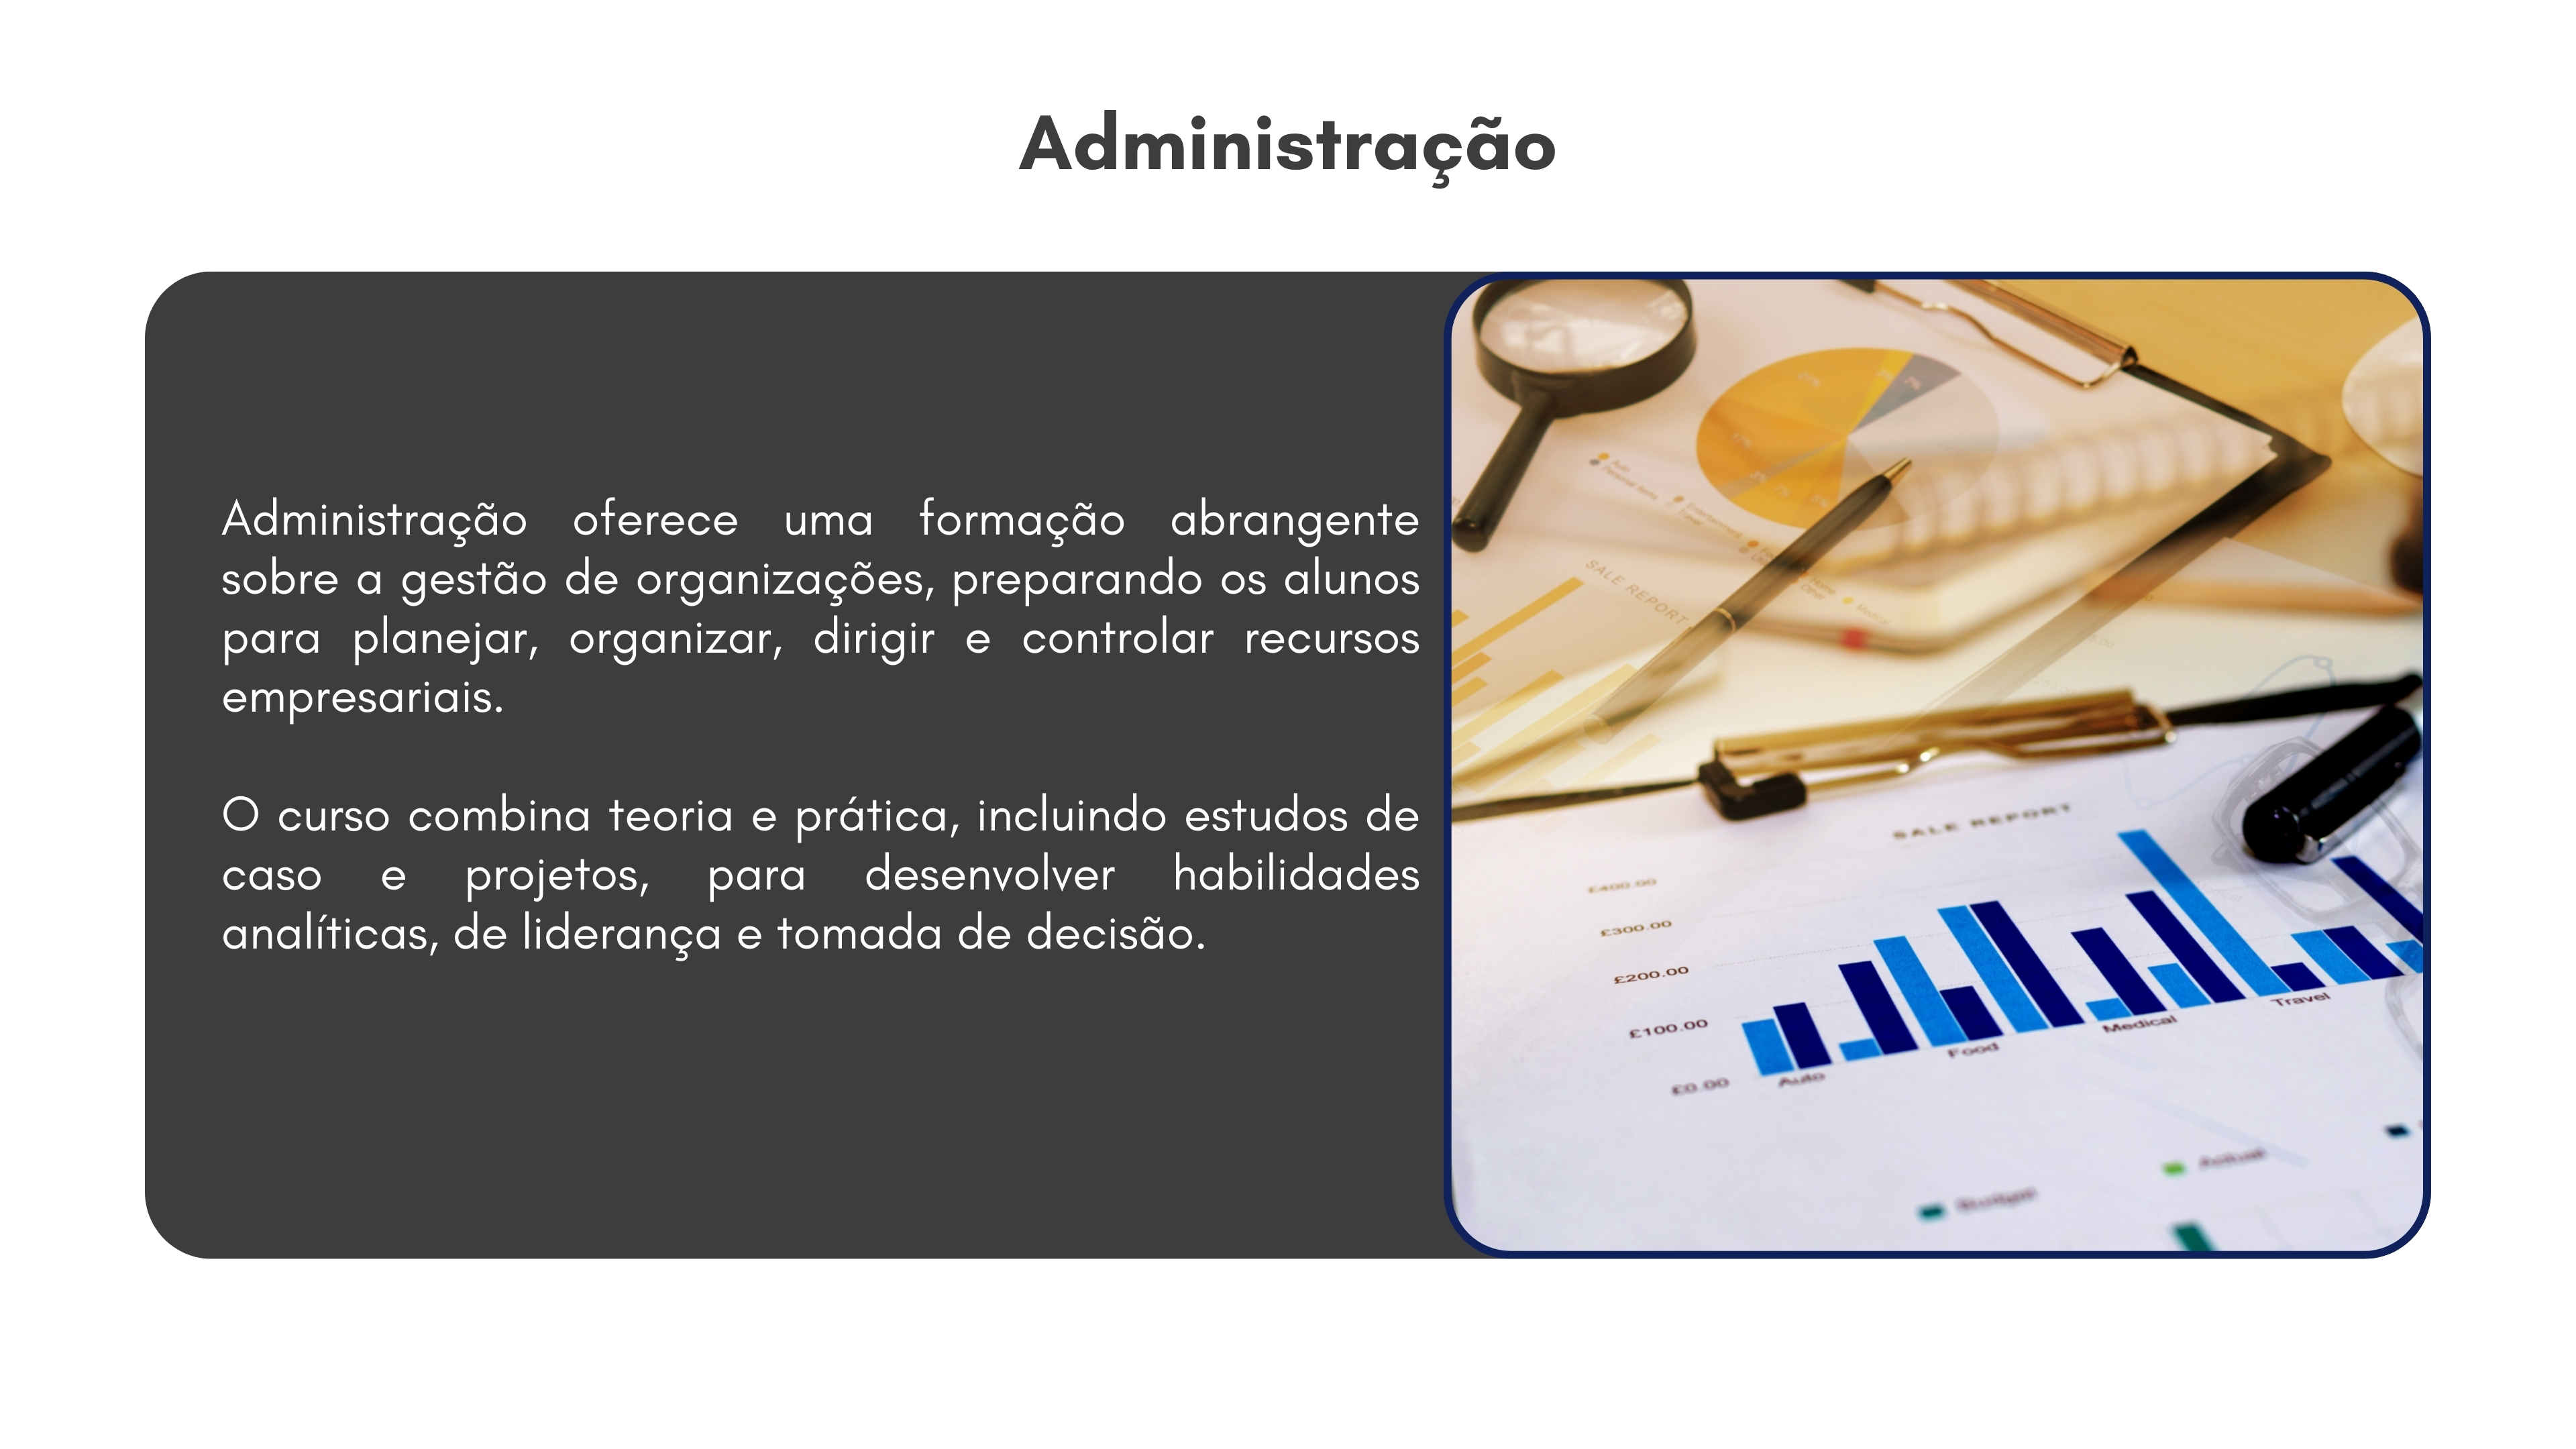 Administração
Administração oferece uma formação abrangente
sobre a gestão de organizações, preparando os alunos
para planejar, organizar, dirigir e controlar recursos
empresariais.
O curso combina teoria e prática, incluindo estudos de
caso e projetos, para desenvolver habilidades
analíticas, de liderança e tomada de decisão.
SALE REPORT
SALE REPORT
£400.00
£300.00
£200.00
£100.00
£0.00
Auto
Food
Medical
Travel
Actual
Budget